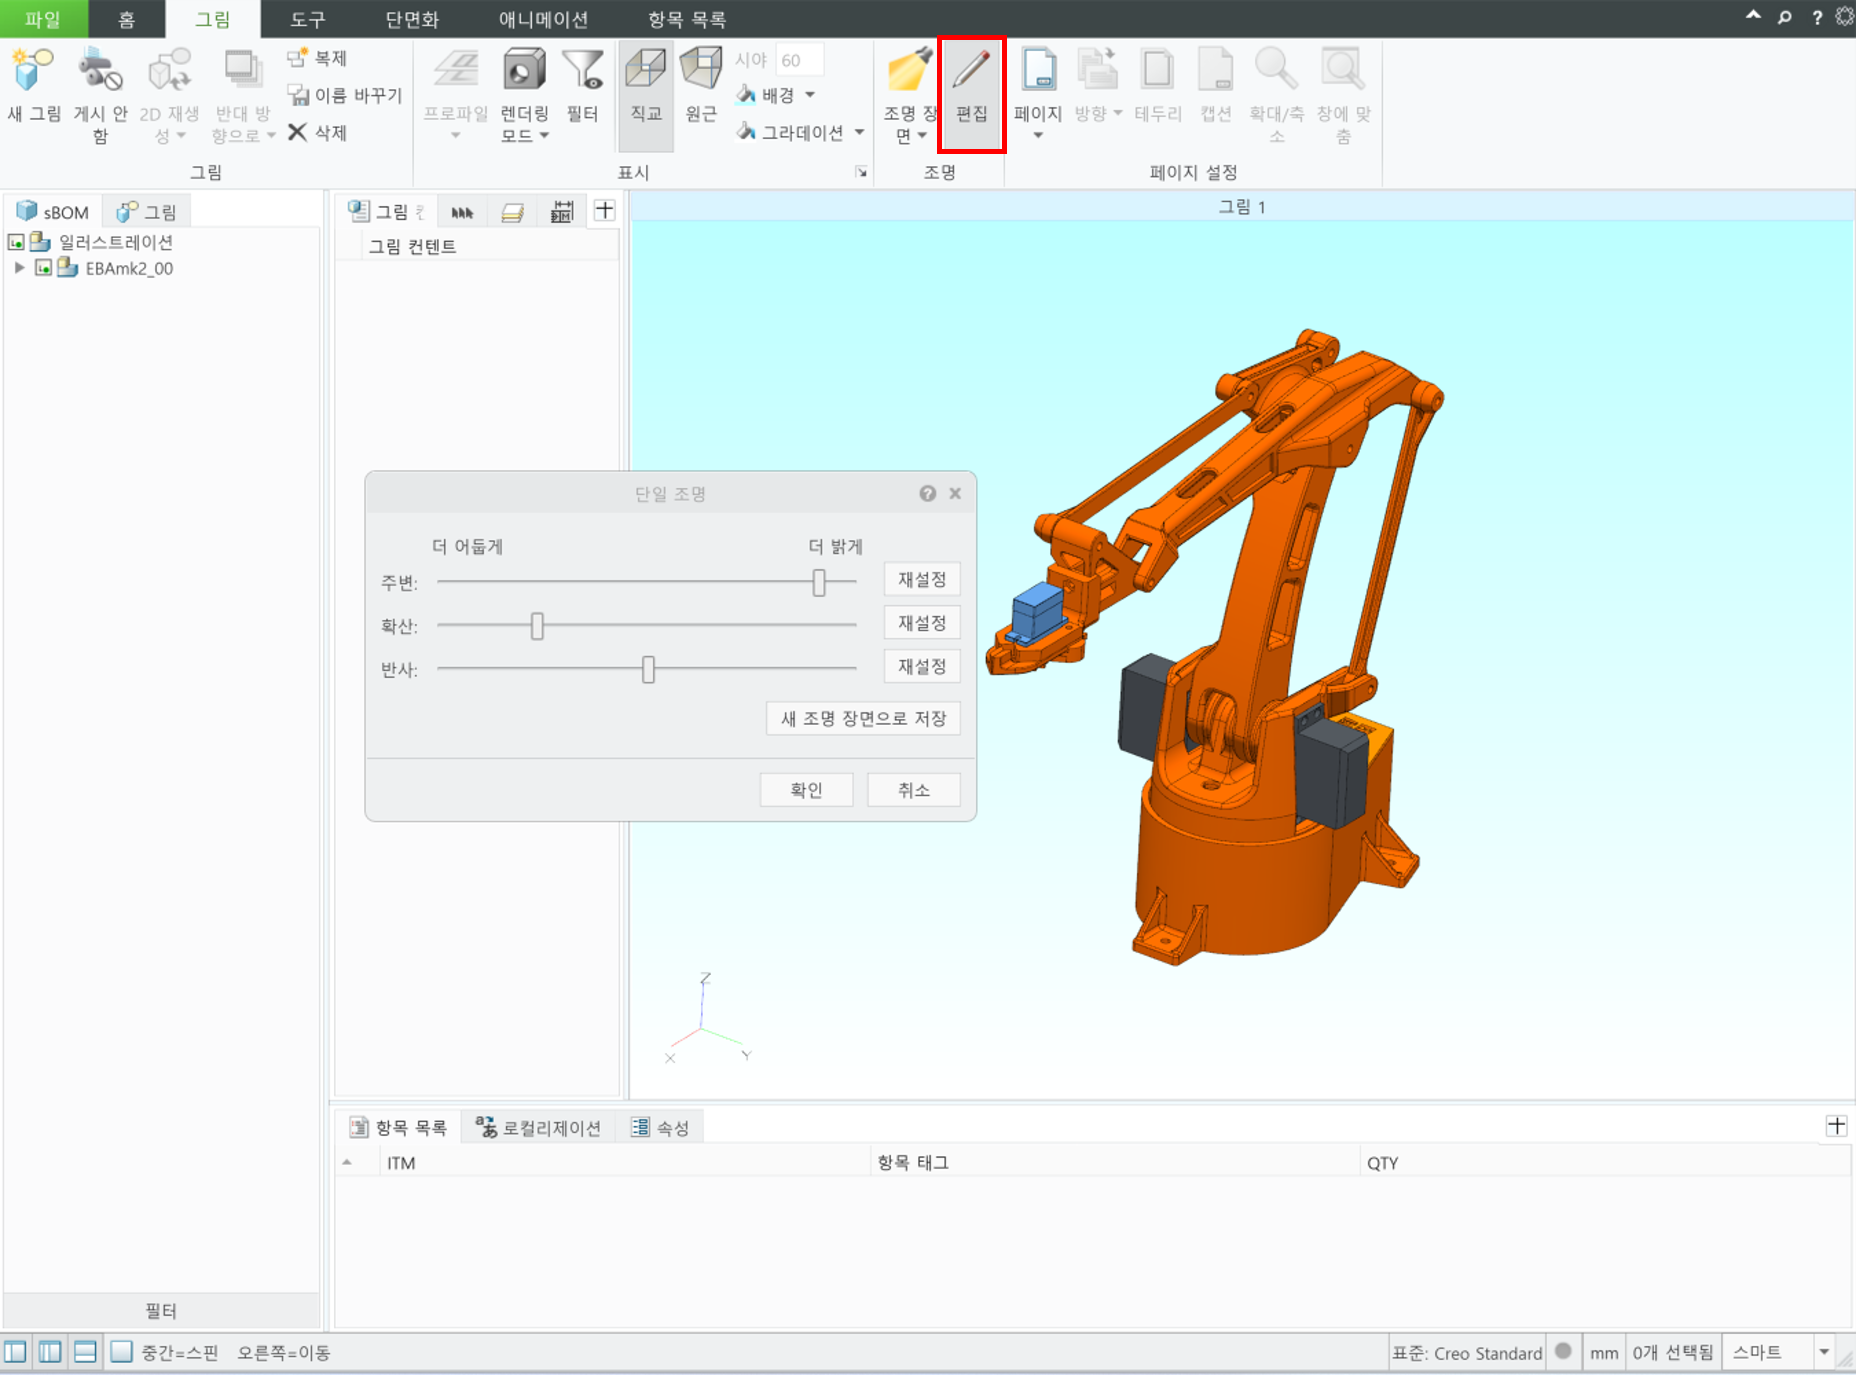 파일 홈 그림 도구 단면화 애니메이션 항목 목록 ?
새 그림 게시 안함 2D 재생성 반대 방향으로 복제 이름 바꾸기 삭제
그림
프로파일 렌더링 모드 필터 직교 원근 시야 60 배경 그라데이션
표시
조명 장면 편집
조명
페이지 방향 테두리 캡션 확대/축소 창에 맞춤
페이지 설정
sBOM 그림
일러스트레이션
EBAmk2_00
그림
그림 컨텐트
그림 1
단일 조명
더 어둡게 더 밝게
주변: 재설정
확산: 재설정
반사: 재설정
새 조명 장면으로 저장
확인 취소
Z
X Y
항목 목록 로컬리제이션 속성
ITM 항목 태그 QTY
필터
중간=스핀 오른쪽=이동 표준: Creo Standard mm 0개 선택됨 스마트